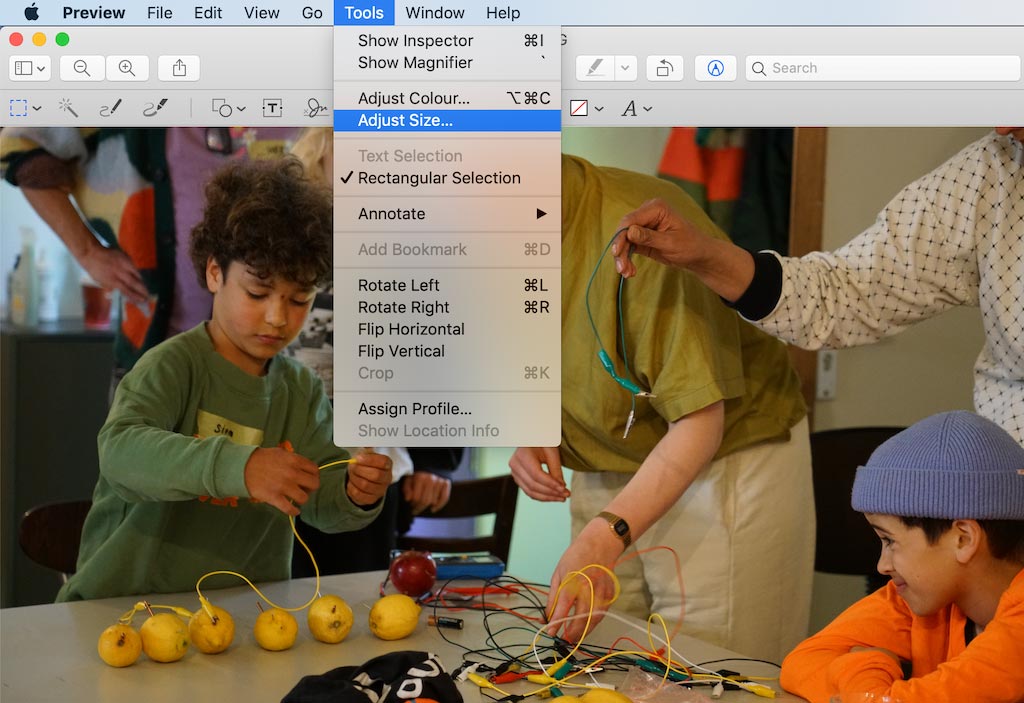 Preview File Edit View Go Tools Window Help
Search
Show Inspector ⌘I
Show Magnifier `
Adjust Colour... ⌥⌘C
Adjust Size...
Text Selection
✓ Rectangular Selection
Annotate ▶
Add Bookmark ⌘D
Rotate Left ⌘L
Rotate Right ⌘R
Flip Horizontal
Flip Vertical
Crop ⌘K
Assign Profile...
Show Location Info